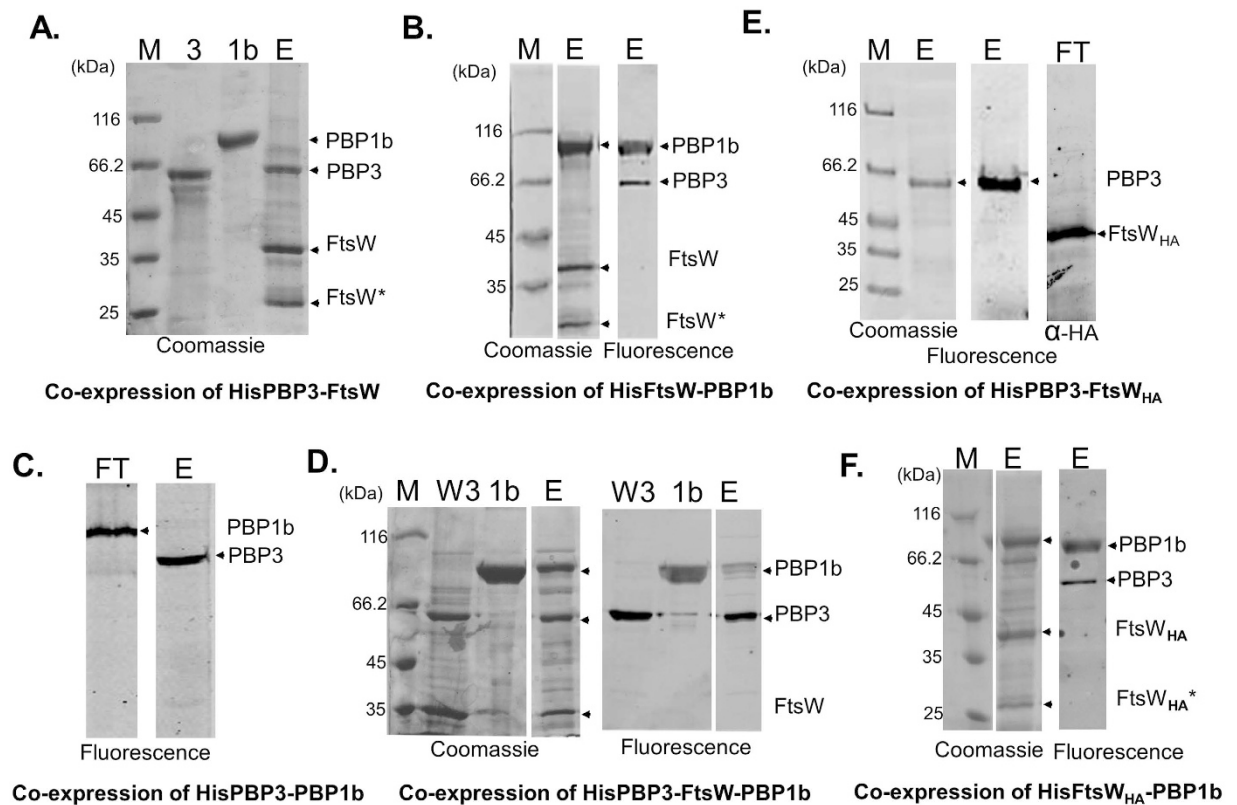 A.
M 3 1b E
(kDa)
116
66.2
45
35
25
PBP1b
PBP3
FtsW
FtsW*
Coomassie
Co-expression of HisPBP3-FtsW
B.
M E E
(kDa)
116
66.2
45
35
PBP1b
PBP3
FtsW
FtsW*
Coomassie Fluorescence
Co-expression of HisFtsW-PBP1b
E.
M E E FT
(kDa)
116
66.2
45
35
25
PBP3
FtsWHA
α-HA
Fluorescence
Co-expression of HisPBP3-FtsWHA
C.
FT E
PBP1b
PBP3
Fluorescence
Co-expression of HisPBP3-PBP1b
D.
(kDa) M W3 1b E W3 1b E
116
66.2
45
35
PBP1b
PBP3
FtsW
Coomassie Fluorescence
Co-expression of HisPBP3-FtsW-PBP1b
F.
M E E
(kDa)
116
66.2
45
35
25
PBP1b
PBP3
FtsWHA
FtsWHA*
Coomassie Fluorescence
Co-expression of HisFtsWHA-PBP1b